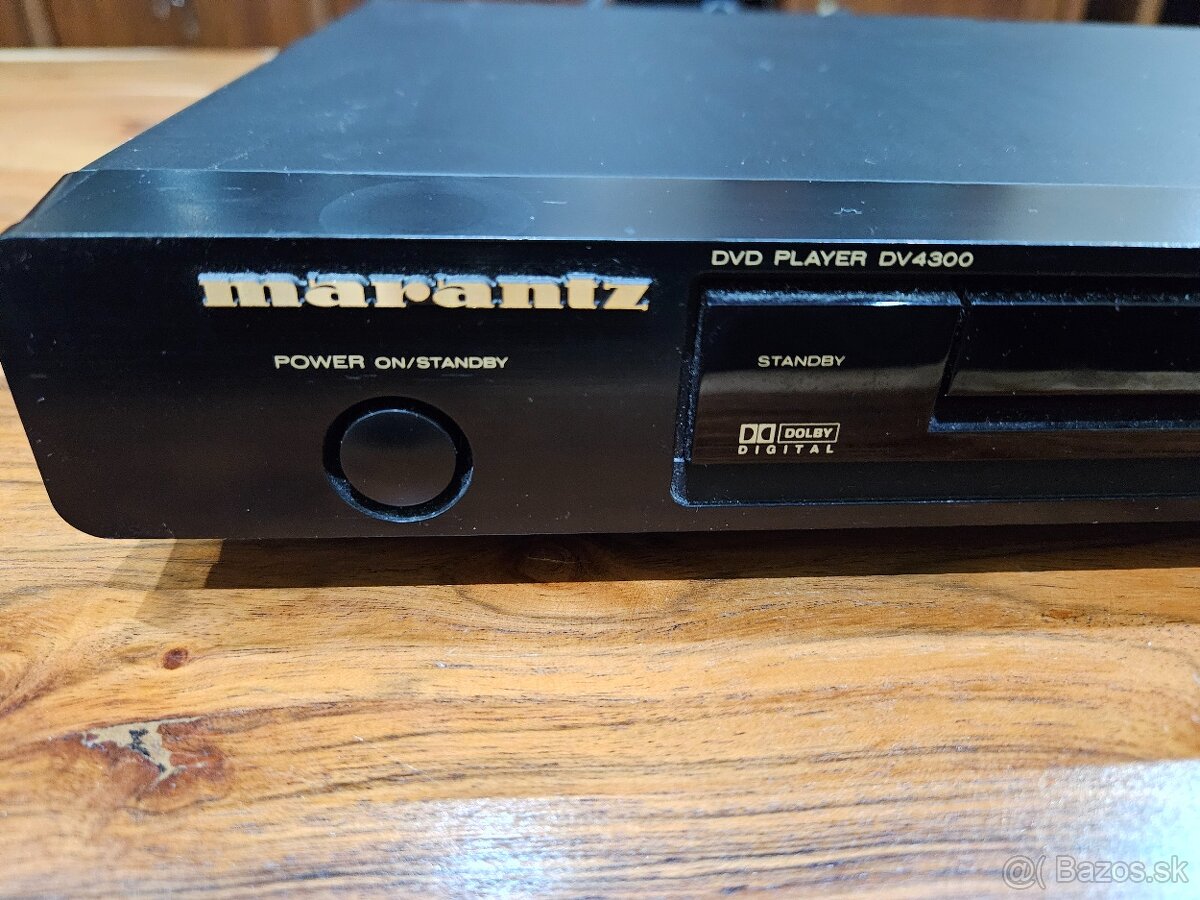 marantz
DVD PLAYER DV4300
POWER ON/STANDBY
STANDBY
DOLBY
DIGITAL
@( Bazos.sk